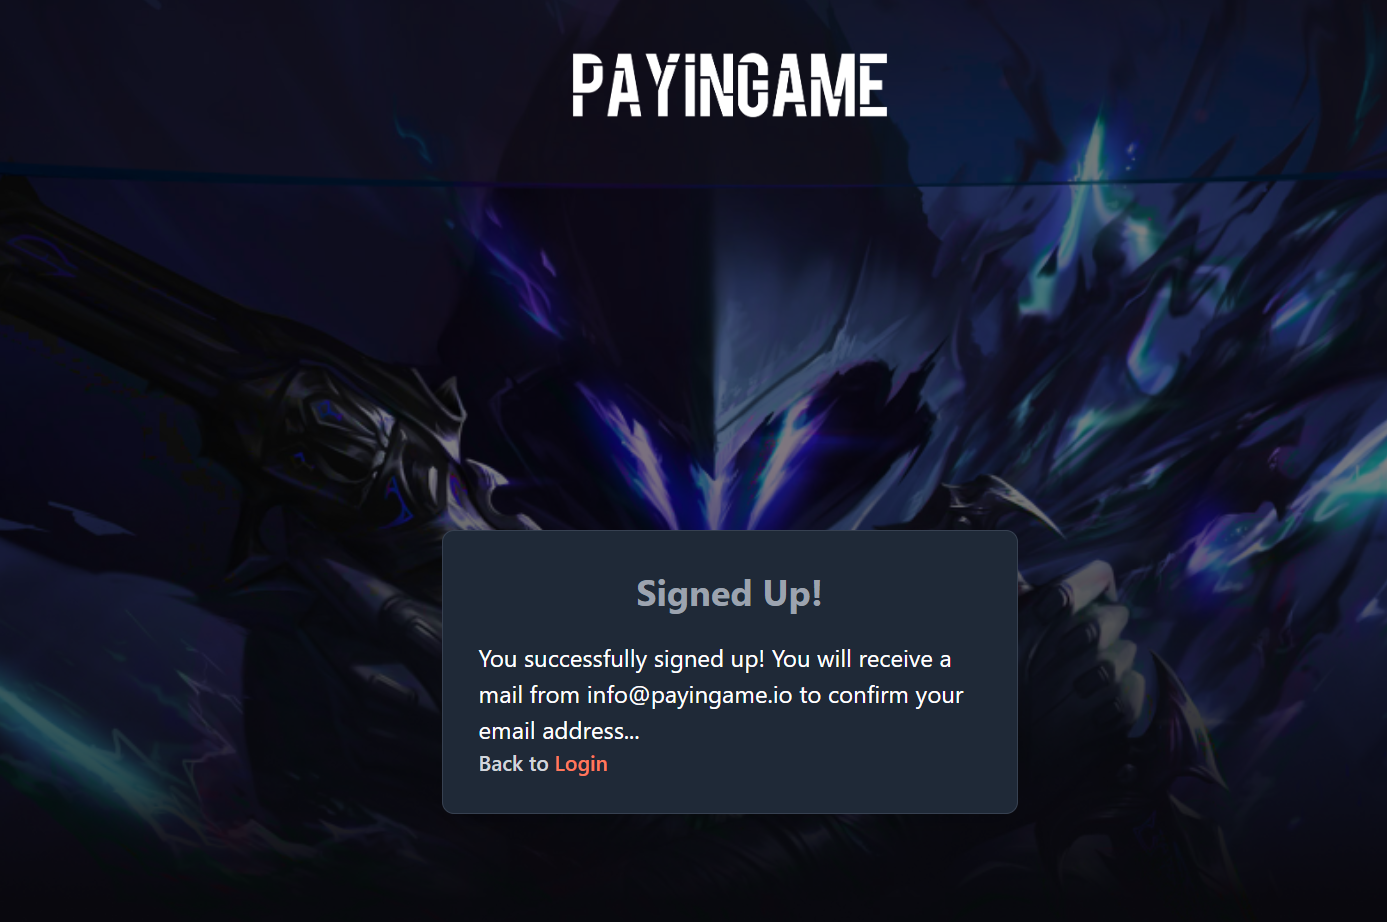 PAYINGAME
Signed Up!
You successfully signed up! You will receive a
mail from info@payingame.io to confirm your
email address...
Back to Login